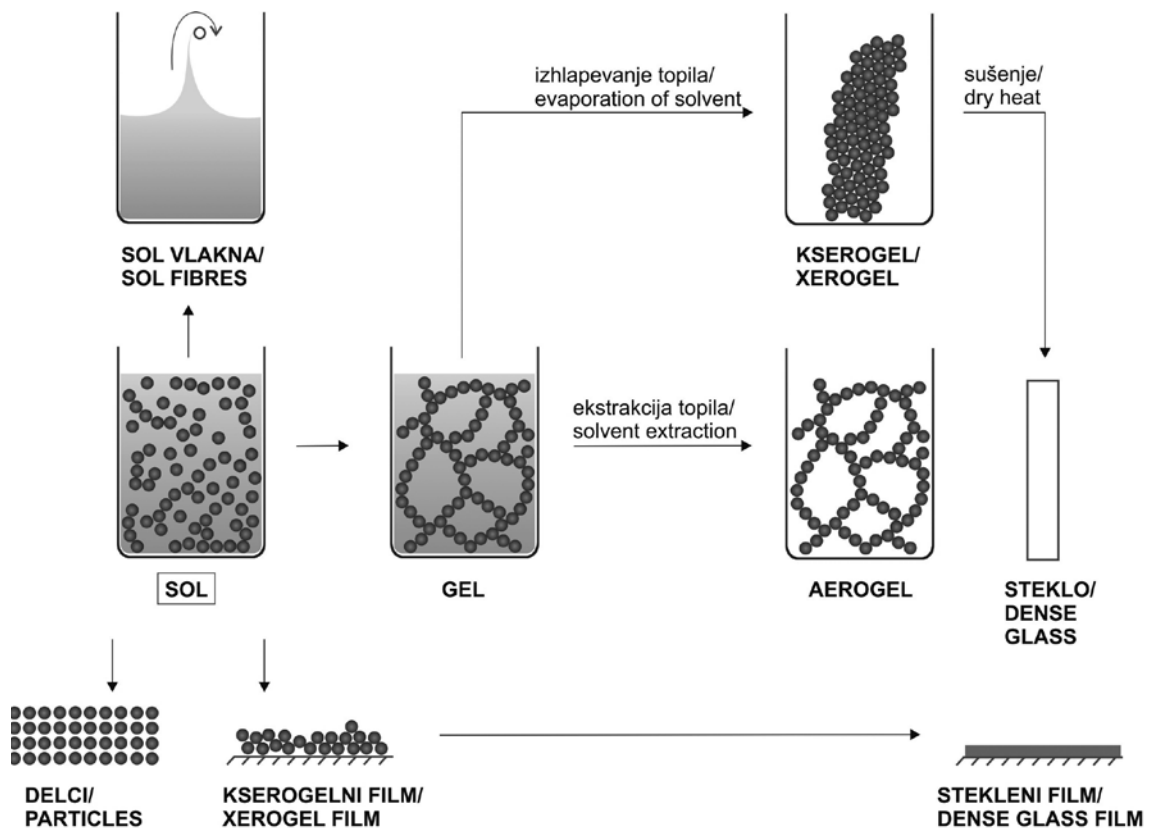 izhlapevanje topila/
evaporation of solvent
sušenje/
dry heat
SOL VLAKNA/
SOL FIBRES
KSEROGEL/
XEROGEL
ekstrakcija topila/
solvent extraction
SOL
GEL
AEROGEL
STEKLO/
DENSE
GLASS
DELCI/
PARTICLES
KSEROGELNI FILM/
XEROGEL FILM
STEKLENI FILM/
DENSE GLASS FILM